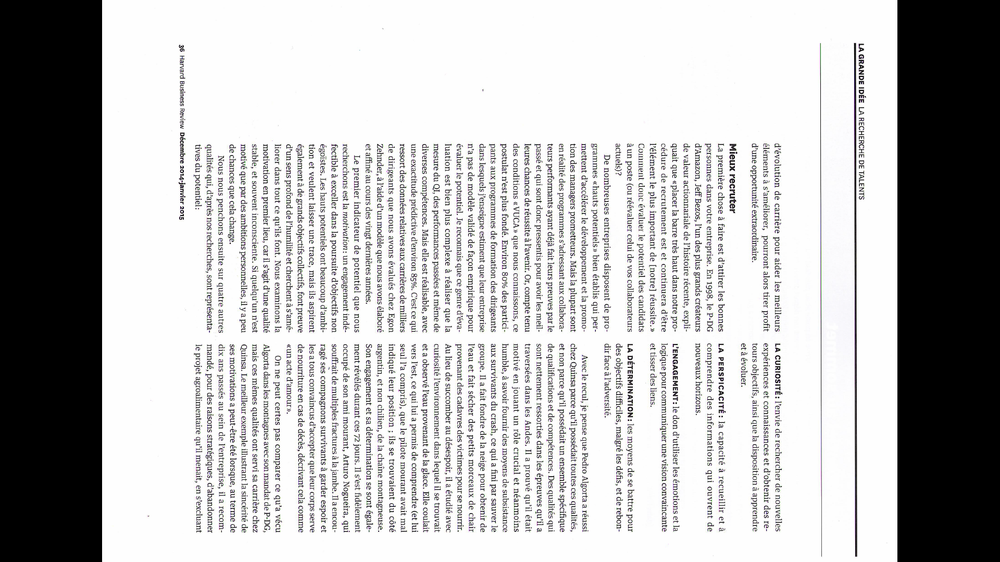 LA GRANDE IDÉE LA RECHERCHE DE TALENTS
d'évolution de carrière pour aider les meilleurs
éléments à s'améliorer, pourront alors tirer profit
d'une opportunité extraordinaire.
Mieux recruter
La première chose à faire est d'attirer les bonnes
personnes dans votre entreprise. En 1998, le P-DG
d'Amazon, Jeff Bezos, l'un des plus grands créateurs
de valeur actionnariale de l'histoire récente, expli-
quait que «placer la barre très haut dans notre pro-
cédure de recrutement est et continuera d'être
l'élément le plus important de [notre] réussite.»
Comment donc évaluer le potentiel des candidats
à un poste (ou réévaluer celui de vos collaborateurs
actuels)?
De nombreuses entreprises disposent de pro-
grammes «hauts potentiels» bien établis qui per-
mettent d'accélérer le développement et la promo-
tion des managers prometteurs. Mais la plupart sont
en réalité des programmes s'adressant aux collabora-
teurs performants ayant déjà fait leurs preuves par le
passé et qui sont donc pressentis pour avoir les meil-
leures chances de réussite à l'avenir. Or, compte tenu
des conditions «VUCA» que nous connaissons, ce
postulat n'est plus fondé. Environ 80% des partici-
pants aux programmes de formation des dirigeants
dans lesquels j'enseigne estiment que leur entreprise
n'a pas de modèle validé de façon empirique pour
évaluer le potentiel. Je reconnais que ce genre d'éva-
luation est bien plus complexe à réaliser que la
mesure du QI, des performances passées et même de
diverses compétences. Mais elle est réalisable, avec
une exactitude prédictive d'environ 85%. C'est ce qui
ressort des données relatives aux carrières de milliers
de dirigeants que nous avons évalués chez Egon
Zehnder, à l'aide d'un modèle que nous avons élaboré
et affiné au cours des vingt dernières années.
Le premier indicateur de potentiel que nous
recherchons est la motivation : un engagement indé-
fectible à exceller dans la poursuite d'objectifs non
égoïstes. Les hauts potentiels ont beaucoup d'ambi-
tion et veulent laisser une trace, mais ils aspirent
également à de grands objectifs collectifs, font preuve
d'un sens profond de l'humilité et cherchent à s'amé-
liorer dans tout ce qu'ils font. Nous examinons la
motivation en premier lieu, car il s'agit d'une qualité
stable, et souvent inconsciente. Si quelqu'un n'est
motivé que par des ambitions personnelles, il y a peu
de chances que cela change.
Nous nous penchons ensuite sur quatre autres
qualités qui, d'après nos recherches, sont représenta-
tives du potentiel:
LA CURIOSITÉ : l'envie de rechercher de nouvelles
expériences et connaissances et d'obtenir des re-
tours objectifs, ainsi que la disposition à apprendre
et à évoluer.
LA PERSPICACITÉ : la capacité à recueillir et à
comprendre des informations qui ouvrent de
nouveaux horizons.
L'ENGAGEMENT : le don d'utiliser les émotions et la
logique pour communiquer une vision convaincante
et tisser des liens.
LA DÉTERMINATION : les moyens de se battre pour
des objectifs difficiles, malgré les défis, et de rebon-
dir face à l'adversité.
Avec le recul, je pense que Pedro Algorta a réussi
chez Quinsa parce qu'il possédait toutes ces qualités,
et non parce qu'il possédait un ensemble spécifique
de qualifications et de compétences. Des qualités qui
sont nettement ressorties dans les épreuves qu'il a
traversées dans les Andes. Il a prouvé qu'il était
motivé en jouant un rôle crucial et néanmoins
humble, à savoir fournir des moyens de subsistance
aux survivants du crash, ce qui a fini par sauver le
groupe. Il a fait fondre de la neige pour obtenir de
l'eau et fait sécher des petits morceaux de chair
provenant des cadavres des victimes pour se nourrir.
Au lieu de succomber au désespoir, il a étudié avec
curiosité l'environnement dans lequel il se trouvait
et a observé l'eau provenant de la glace. Elle coulait
vers l'est, ce qui lui a permis de comprendre (et lui
seul l'a compris), que le pilote mourant avait mal
indiqué leur position ; ils se trouvaient du côté
argentin, et non chilien, de la chaîne montagneuse.
Son engagement et sa détermination se sont égale-
ment révélés durant ces 72 jours. Il s'est fidèlement
occupé de son ami mourant, Arturo Nogueira, qui
souffrait de multiples fractures à la jambe. Il a encou-
ragé ses compagnons survivants à garder espoir et
les a tous convaincus d'accepter que leur corps serve
de nourriture en cas de décès, décrivant cela comme
«un acte d'amour».
On ne peut certes pas comparer ce qu'a vécu
Algorta dans les montagnes avec son mandat de P-DG,
mais ces mêmes qualités ont servi sa carrière chez
Quinsa. Le meilleur exemple illustrant la sincérité de
ses motivations a peut-être été lorsque, au terme de
dix ans passés au sein de l'entreprise, il a recom-
mandé, pour des raisons stratégiques, d'abandonner
le projet agroalimentaire qu'il menait, en s'excluant
36 Harvard Business Review Décembre 2014-janvier 2015